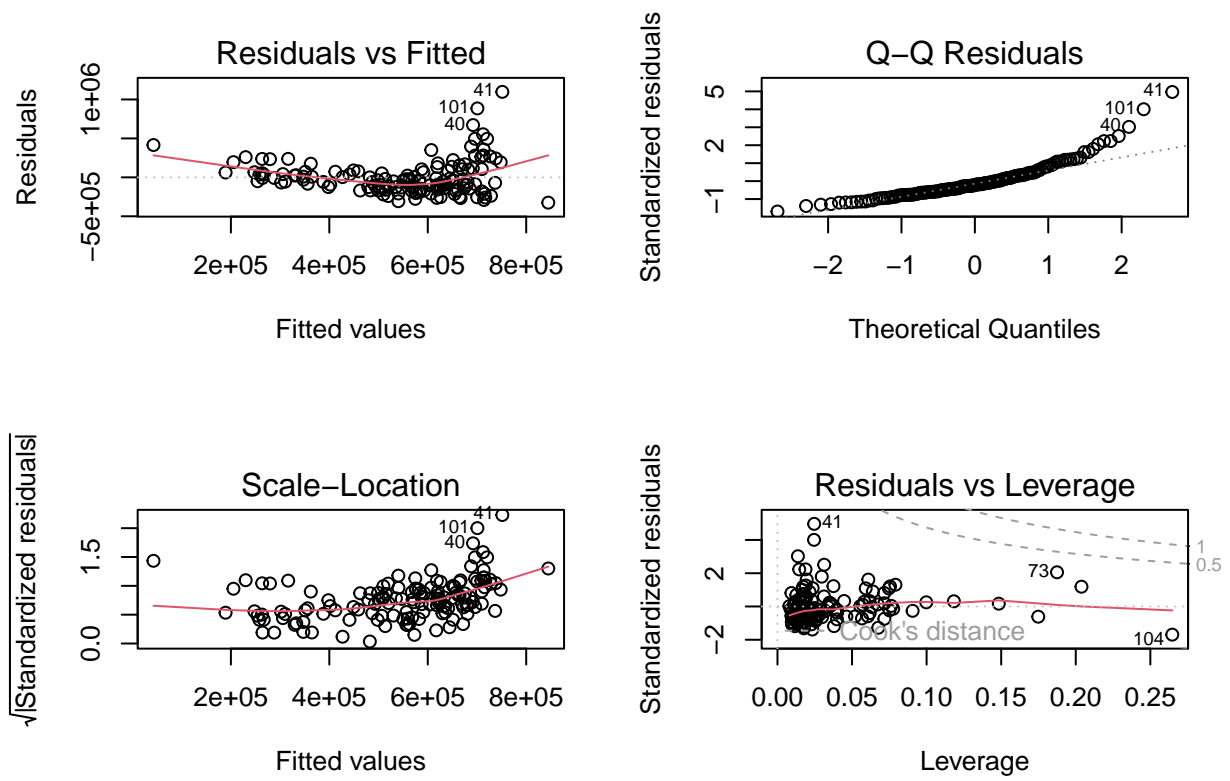 Residuals vs Fitted
Residuals
−5e+05
1e+06
41
101
40
2e+05 4e+05 6e+05 8e+05
Fitted values
Q−Q Residuals
Standardized residuals
−1 2 5
41
101
40
−2 −1 0 1 2
Theoretical Quantiles
Scale−Location
√|Standardized residuals|
0.0 1.5
41
101
40
2e+05 4e+05 6e+05 8e+05
Fitted values
Residuals vs Leverage
Standardized residuals
−2 2
41
1
0.5
73
Cook's distance
104
0.00 0.05 0.10 0.15 0.20 0.25
Leverage